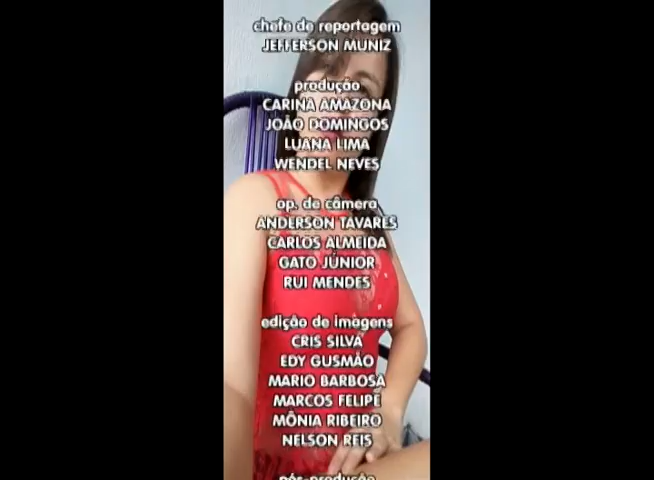 chefe de reportagem
JEFFERSON MUNIZ
produção
CARINA AMAZONA
JOÃO DOMINGOS
LUANA LIMA
WENDEL NEVES
op. de câmera
ANDERSON TAVARES
CARLOS ALMEIDA
GATO JÚNIOR
RUI MENDES
edição de imagens
CRIS SILVA
EDY GUSMÃO
MARIO BARBOSA
MARCOS FELIPE
MÔNIA RIBEIRO
NELSON REIS
pós-produção